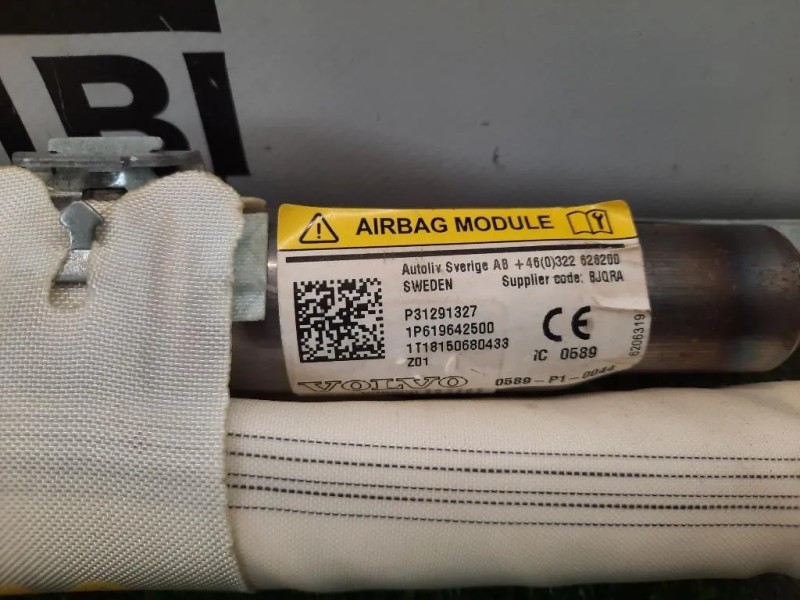 ABI
AIRBAG MODULE
Autoliv Sverige AB +46(0)322 626200
SWEDEN Supplier code: BJQRA
P31291327
1P619642500
1T18150680433
Z01
CE
iC 0589
6206319
VOLVO
0589-P1-0044